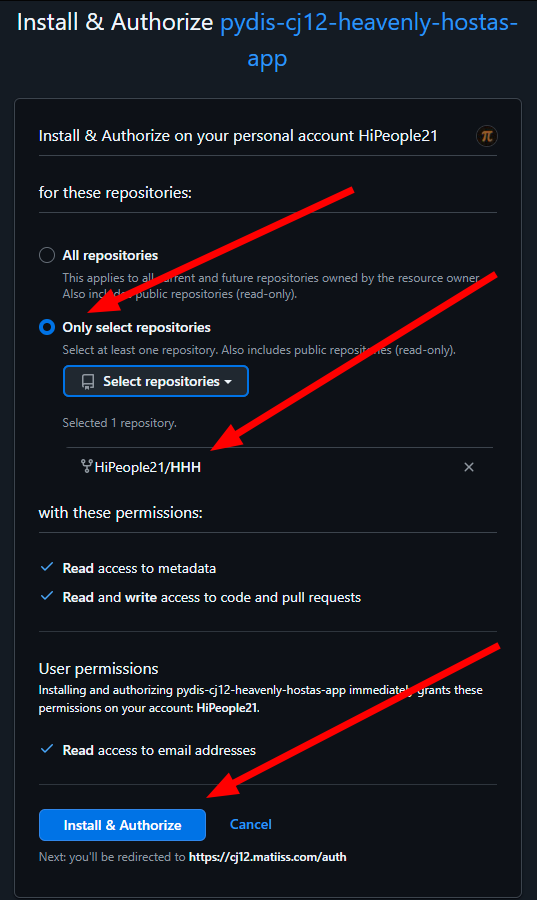 Install & Authorize pydis-cj12-heavenly-hostas-
app
Install & Authorize on your personal account HiPeople21
for these repositories:
All repositories
This applies to all current and future repositories owned by the resource owner.
Also includes public repositories (read-only).
Only select repositories
Select at least one repository. Also includes public repositories (read-only).
Select repositories
Selected 1 repository.
HiPeople21/HHH
with these permissions:
Read access to metadata
Read and write access to code and pull requests
User permissions
Installing and authorizing pydis-cj12-heavenly-hostas-app immediately grants these
permissions on your account: HiPeople21.
Read access to email addresses
Install & Authorize Cancel
Next: you'll be redirected to https://cj12.matiiss.com/auth